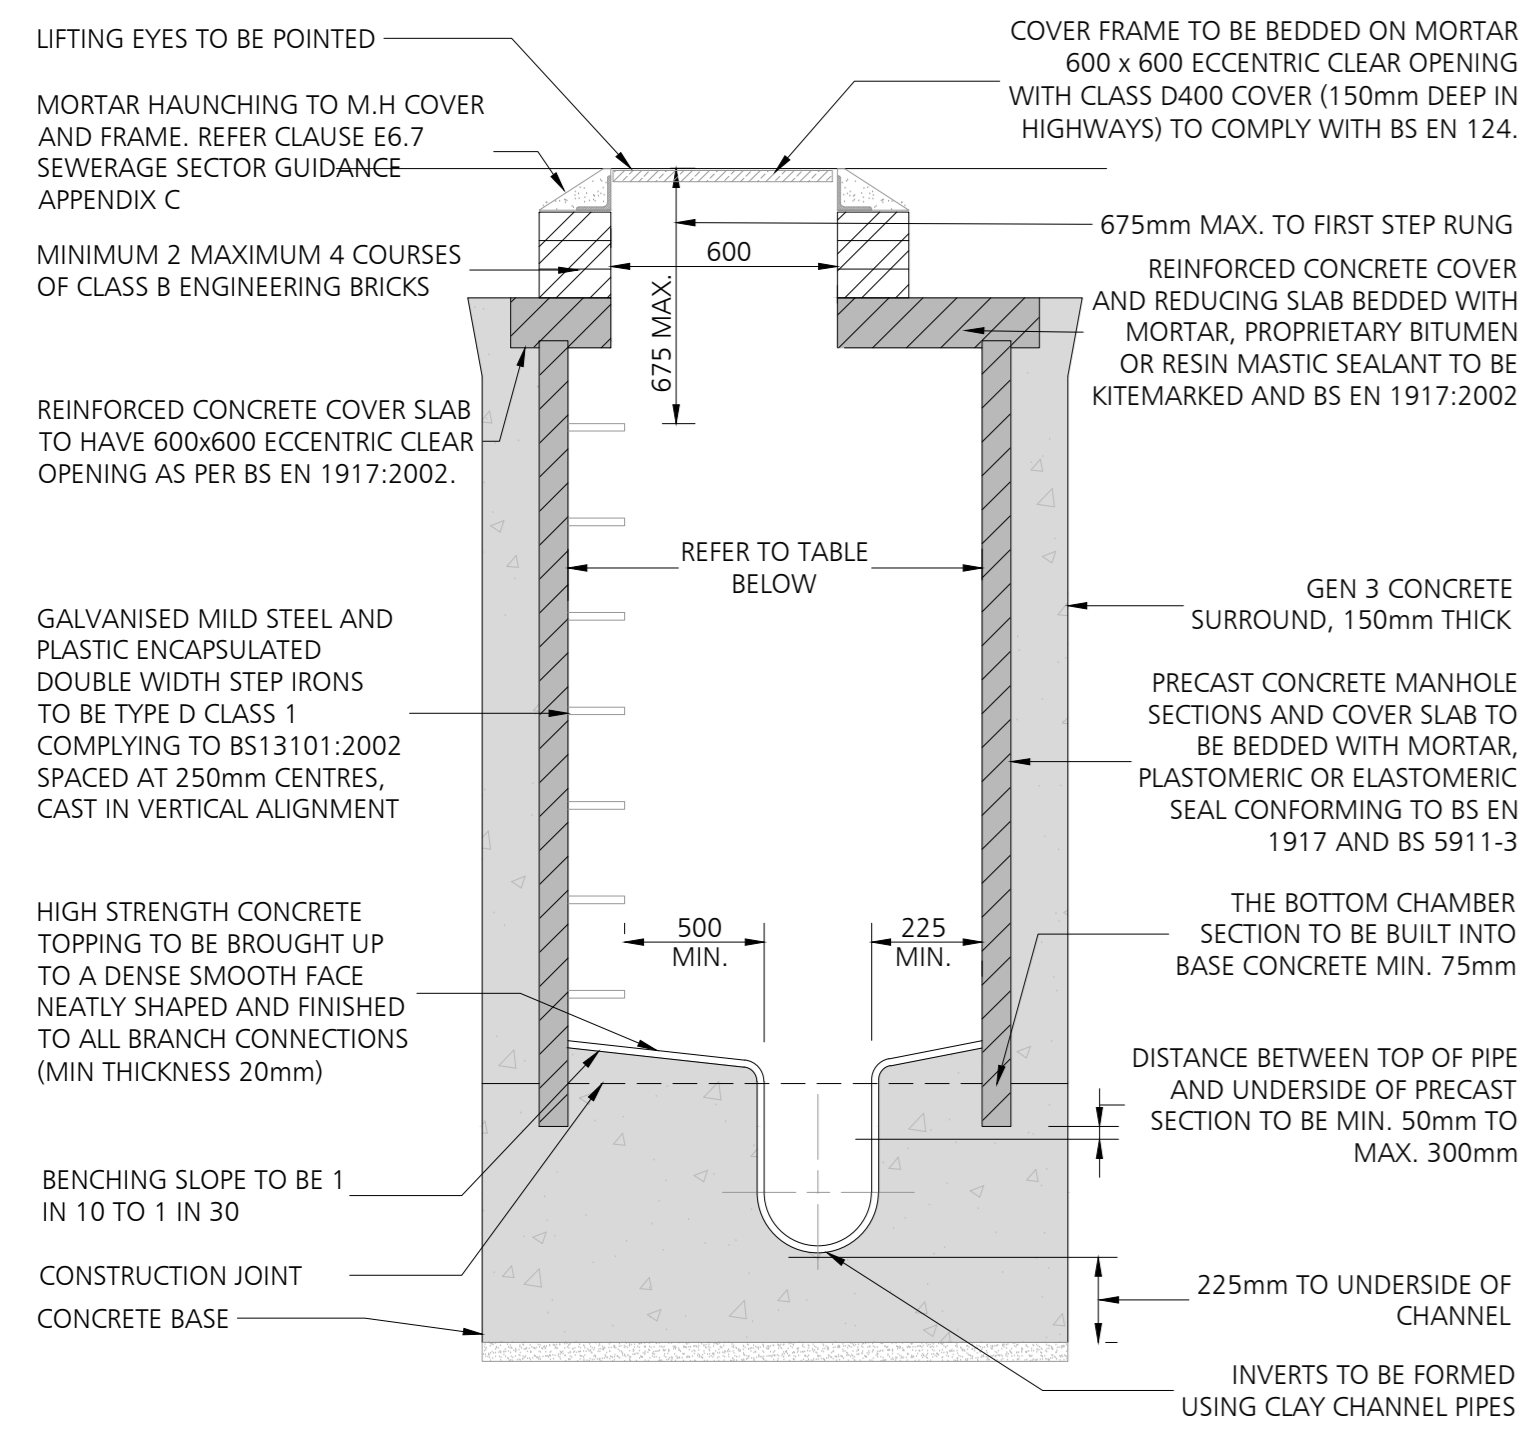 LIFTING EYES TO BE POINTED
MORTAR HAUNCHING TO M.H COVER
AND FRAME. REFER CLAUSE E6.7
SEWERAGE SECTOR GUIDANCE
APPENDIX C
MINIMUM 2 MAXIMUM 4 COURSES
OF CLASS B ENGINEERING BRICKS
REINFORCED CONCRETE COVER SLAB
TO HAVE 600x600 ECCENTRIC CLEAR
OPENING AS PER BS EN 1917:2002.
GALVANISED MILD STEEL AND
PLASTIC ENCAPSULATED
DOUBLE WIDTH STEP IRONS
TO BE TYPE D CLASS 1
COMPLYING TO BS13101:2002
SPACED AT 250mm CENTRES,
CAST IN VERTICAL ALIGNMENT
HIGH STRENGTH CONCRETE
TOPPING TO BE BROUGHT UP
TO A DENSE SMOOTH FACE
NEATLY SHAPED AND FINISHED
TO ALL BRANCH CONNECTIONS
(MIN THICKNESS 20mm)
BENCHING SLOPE TO BE 1
IN 10 TO 1 IN 30
CONSTRUCTION JOINT
CONCRETE BASE
600
675 MAX.
REFER TO TABLE
BELOW
500
MIN.
225
MIN.
COVER FRAME TO BE BEDDED ON MORTAR
600 x 600 ECCENTRIC CLEAR OPENING
WITH CLASS D400 COVER (150mm DEEP IN
HIGHWAYS) TO COMPLY WITH BS EN 124.
675mm MAX. TO FIRST STEP RUNG
REINFORCED CONCRETE COVER
AND REDUCING SLAB BEDDED WITH
MORTAR, PROPRIETARY BITUMEN
OR RESIN MASTIC SEALANT TO BE
KITEMARKED AND BS EN 1917:2002
GEN 3 CONCRETE
SURROUND, 150mm THICK
PRECAST CONCRETE MANHOLE
SECTIONS AND COVER SLAB TO
BE BEDDED WITH MORTAR,
PLASTOMERIC OR ELASTOMERIC
SEAL CONFORMING TO BS EN
1917 AND BS 5911-3
THE BOTTOM CHAMBER
SECTION TO BE BUILT INTO
BASE CONCRETE MIN. 75mm
DISTANCE BETWEEN TOP OF PIPE
AND UNDERSIDE OF PRECAST
SECTION TO BE MIN. 50mm TO
MAX. 300mm
225mm TO UNDERSIDE OF
CHANNEL
INVERTS TO BE FORMED
USING CLAY CHANNEL PIPES